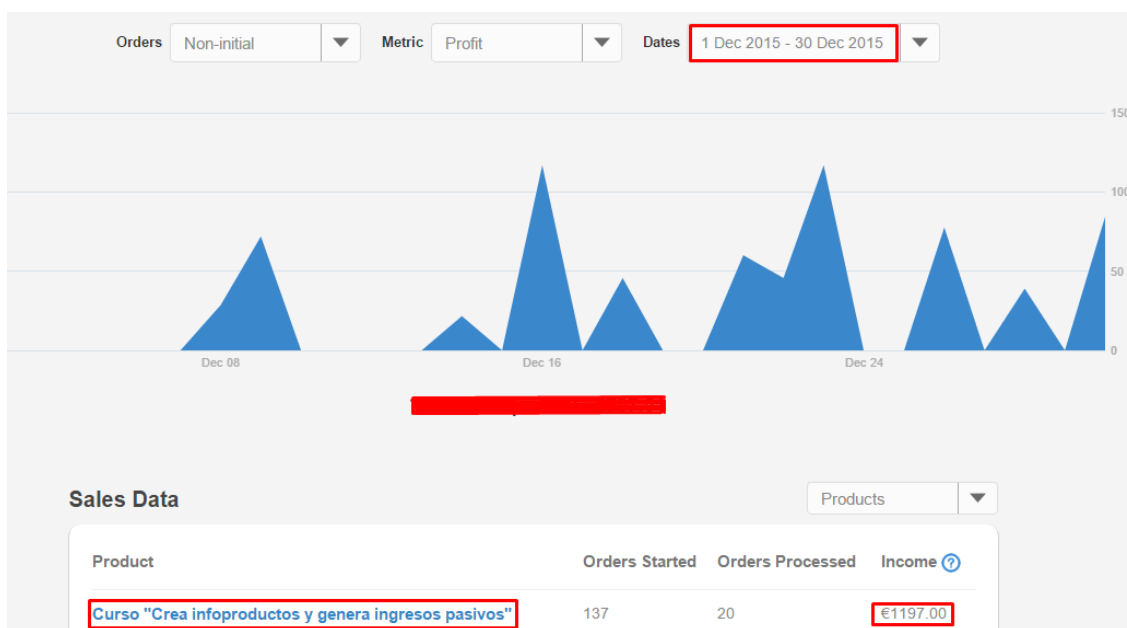 Orders Non-initial Metric Profit Dates 1 Dec 2015 - 30 Dec 2015
150
100
50
0
Dec 08 Dec 16 Dec 24
Sales Data Products
Product Orders Started Orders Processed Income ?
Curso "Crea infoproductos y genera ingresos pasivos" 137 20 €1197.00